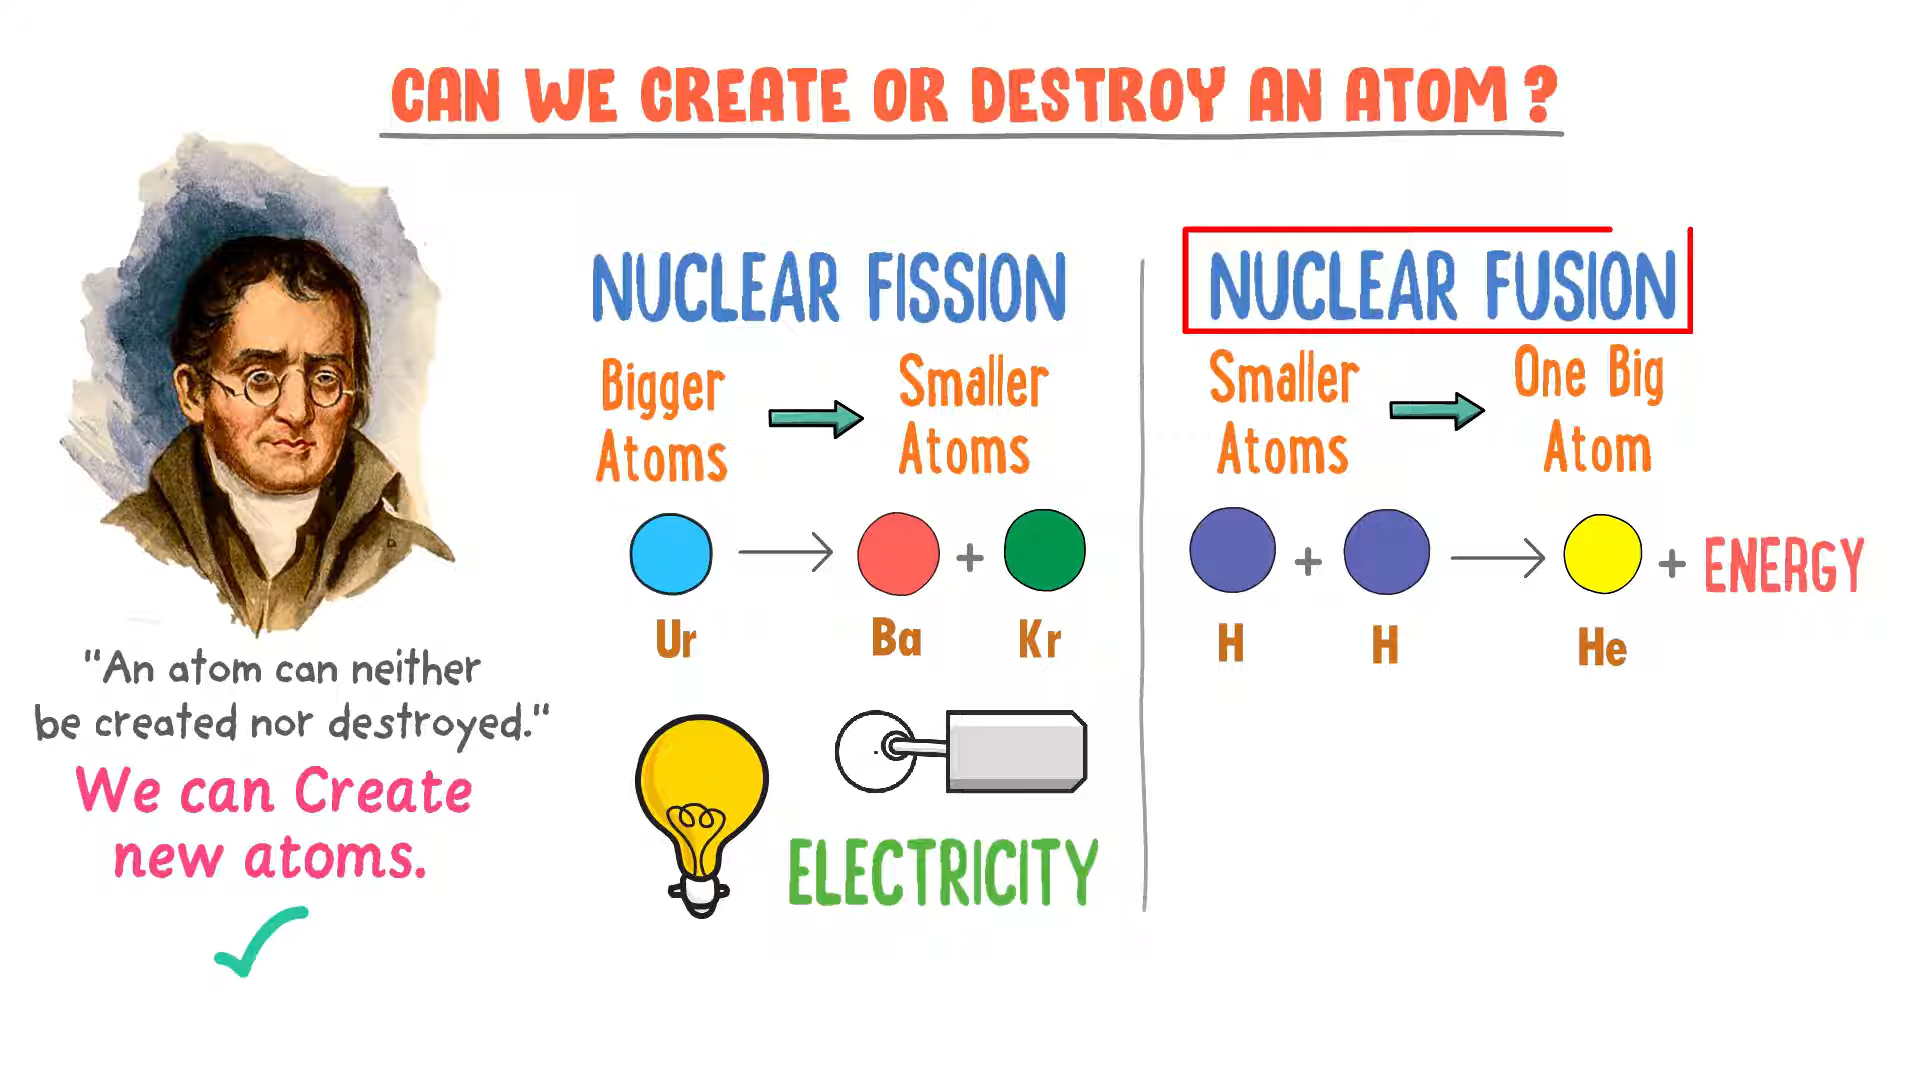 CAN WE CREATE OR DESTROY AN ATOM ?
"An atom can neither
be created nor destroyed."
We can Create
new atoms.
NUCLEAR FISSION
Bigger
Atoms
Smaller
Atoms
+
Ur
Ba
Kr
ELECTRICITY
NUCLEAR FUSION
Smaller
Atoms
One Big
Atom
+
+ ENERGY
H
H
He